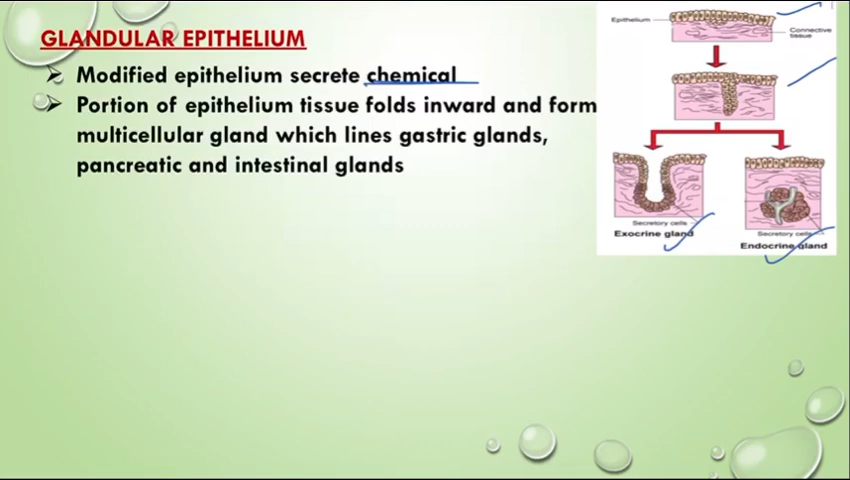 GLANDULAR EPITHELIUM
Modified epithelium secrete chemical
Portion of epithelium tissue folds inward and form
multicellular gland which lines gastric glands,
pancreatic and intestinal glands
Epithelium
Connective
tissue
Secretory cells
Exocrine gland
Secretory cells
Endocrine gland